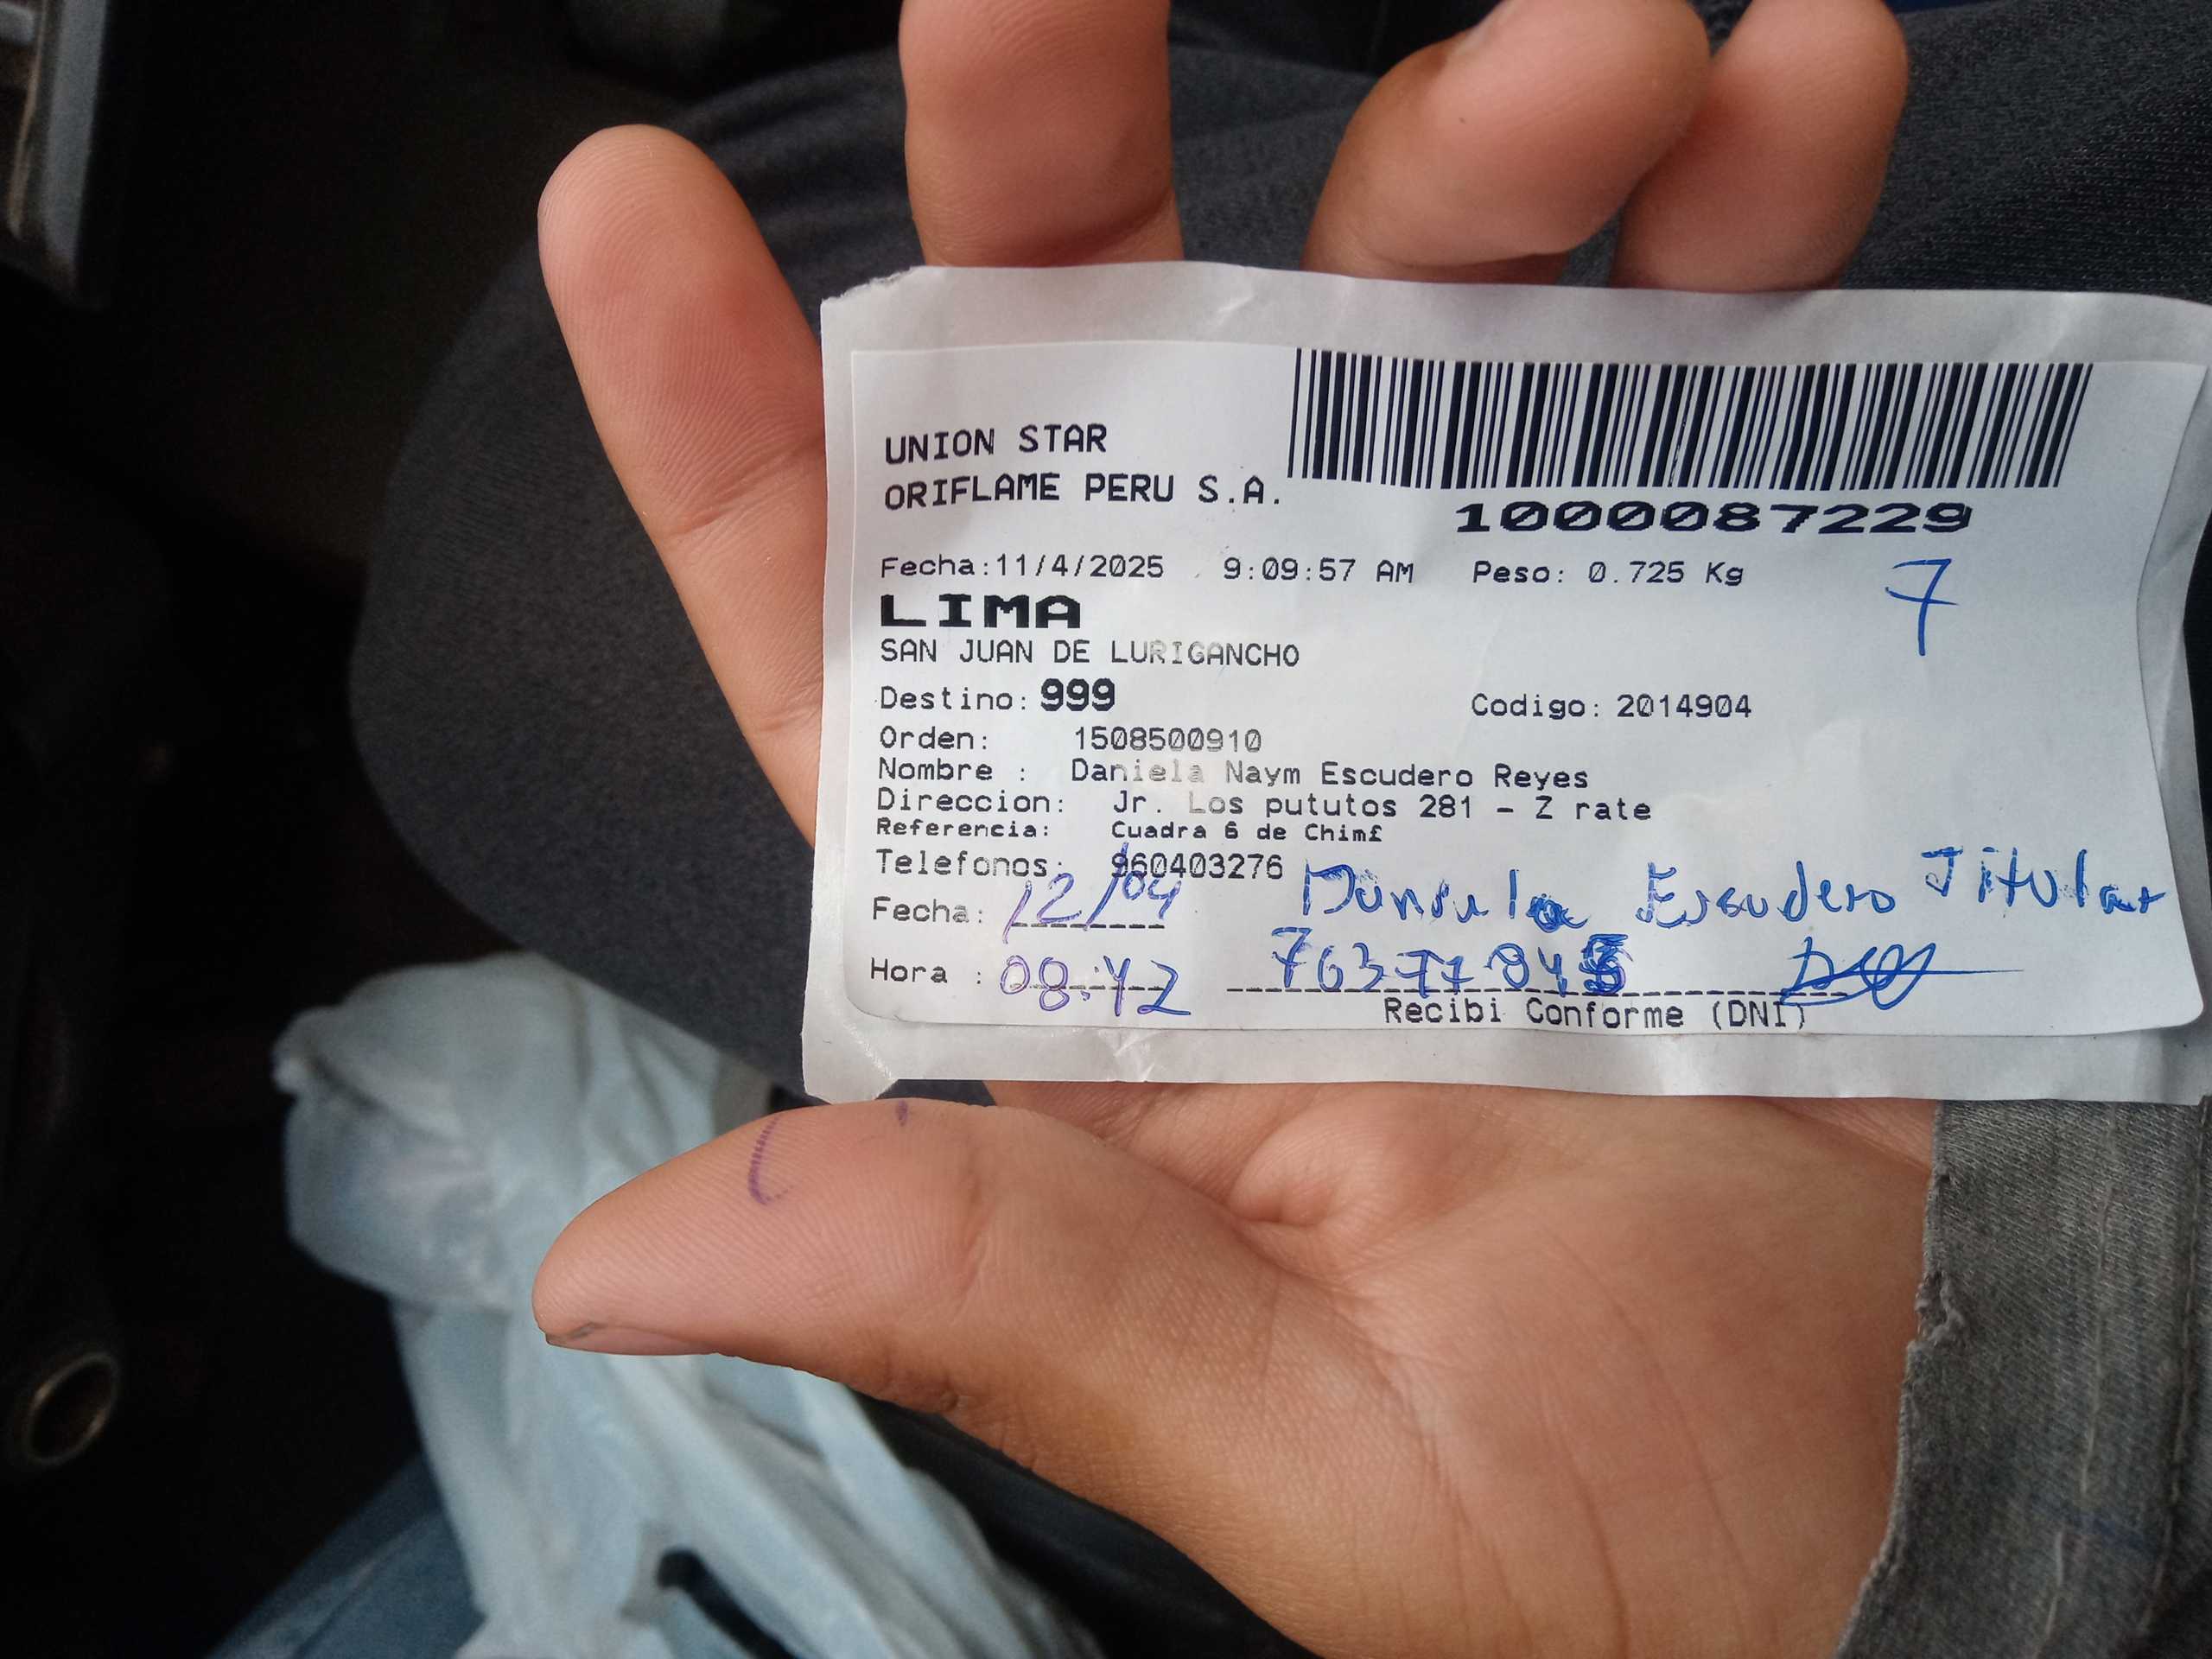 UNION STAR
ORIFLAME PERU S.A.
1000087229
Fecha:11/4/2025 9:09:57 AM Peso: 0.725 Kg
7
LIMA
SAN JUAN DE LURIGANCHO
Destino: 999 Codigo: 2014904
Orden: 1508500910
Nombre : Daniela Naym Escudero Reyes
Direccion: Jr. Los pututos 281 - Z rate
Referencia: Cuadra 6 de Chim£
Telefonos: 960403276
Fecha: 12/04 Escudero Titular
Hora : 08:42
Recibi Conforme (DNI)